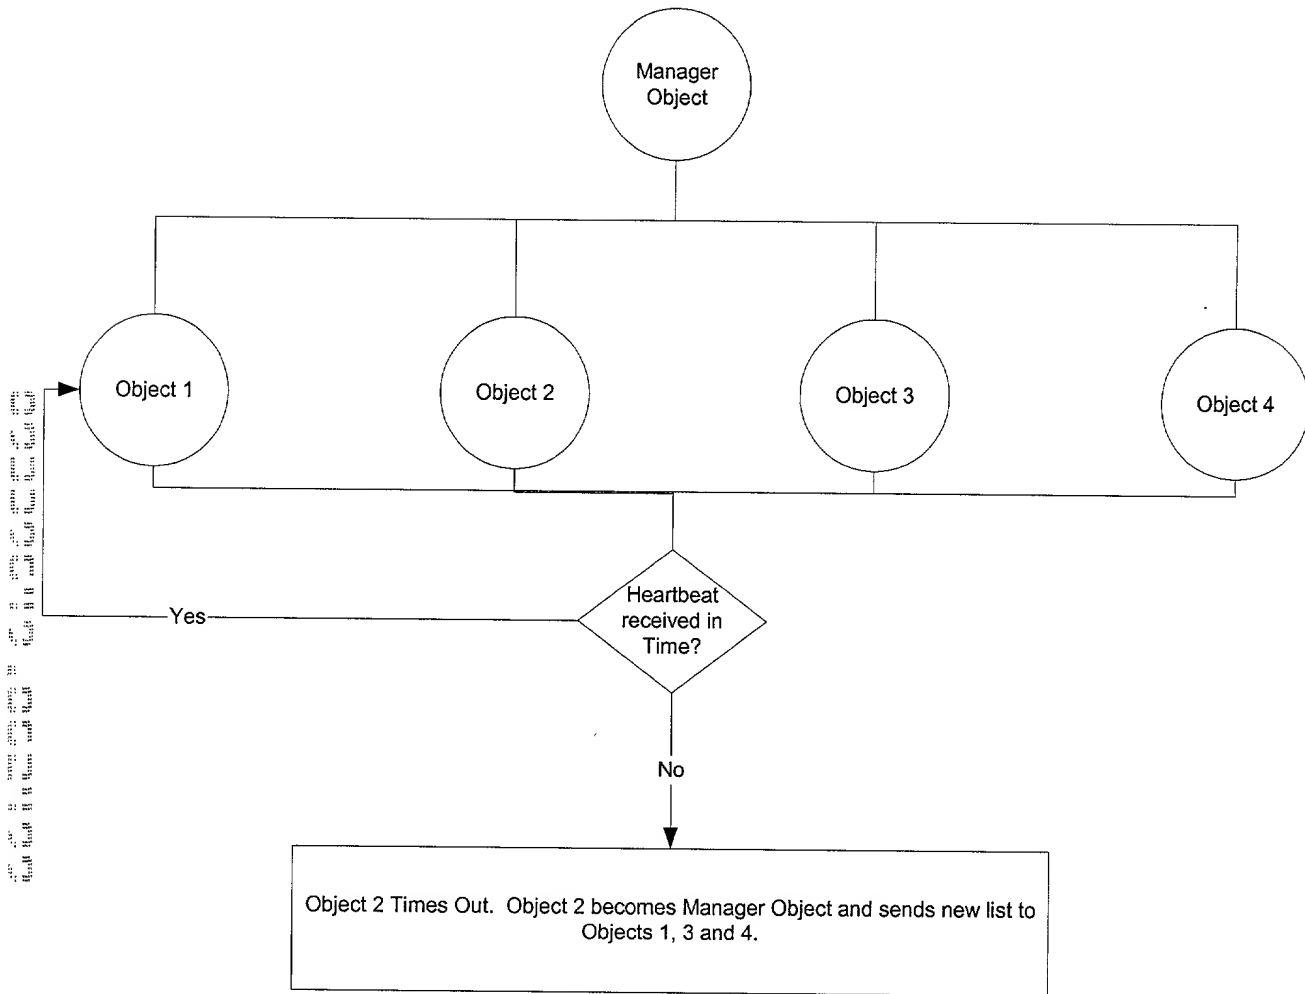 Manager
Object
Object 1
Object 2
Object 3
Object 4
Heartbeat
received in
Time?
Yes
No
Object 2 Times Out. Object 2 becomes Manager Object and sends new list to
Objects 1, 3 and 4.